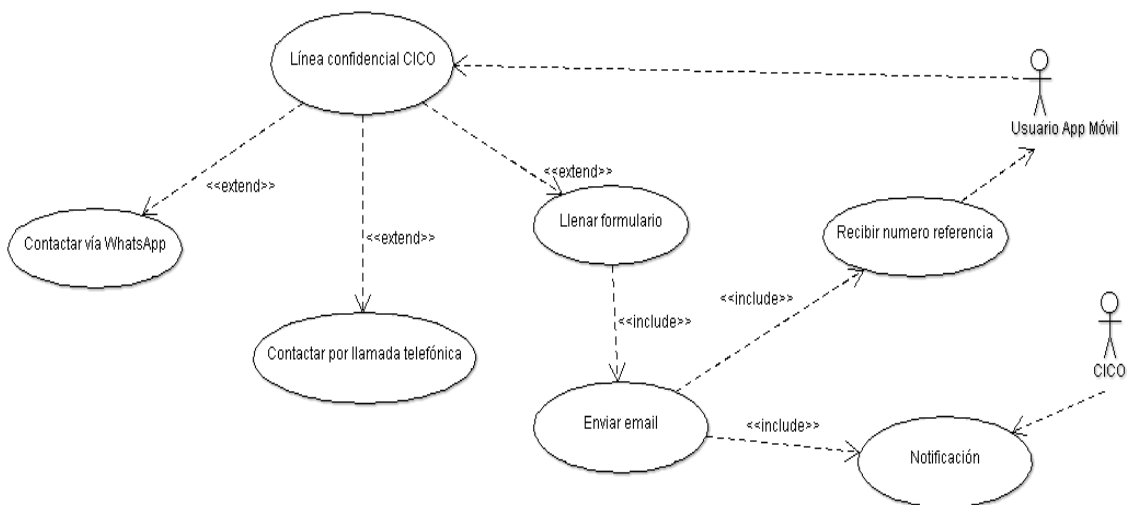 Línea confidencial CICO
Usuario App Móvil
<<extend>>
<<extend>>
<<extend>>
Contactar vía WhatsApp
Llenar formulario
Recibir numero referencia
<<include>>
<<include>>
Contactar por llamada telefónica
CICO
Enviar email
<<include>>
Notificación